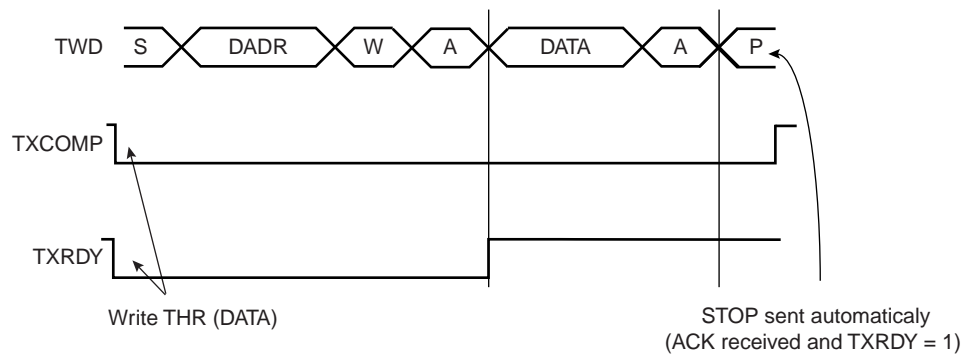 TWD S DADR W A DATA A P
TXCOMP
TXRDY
Write THR (DATA)
STOP sent automaticaly
(ACK received and TXRDY = 1)